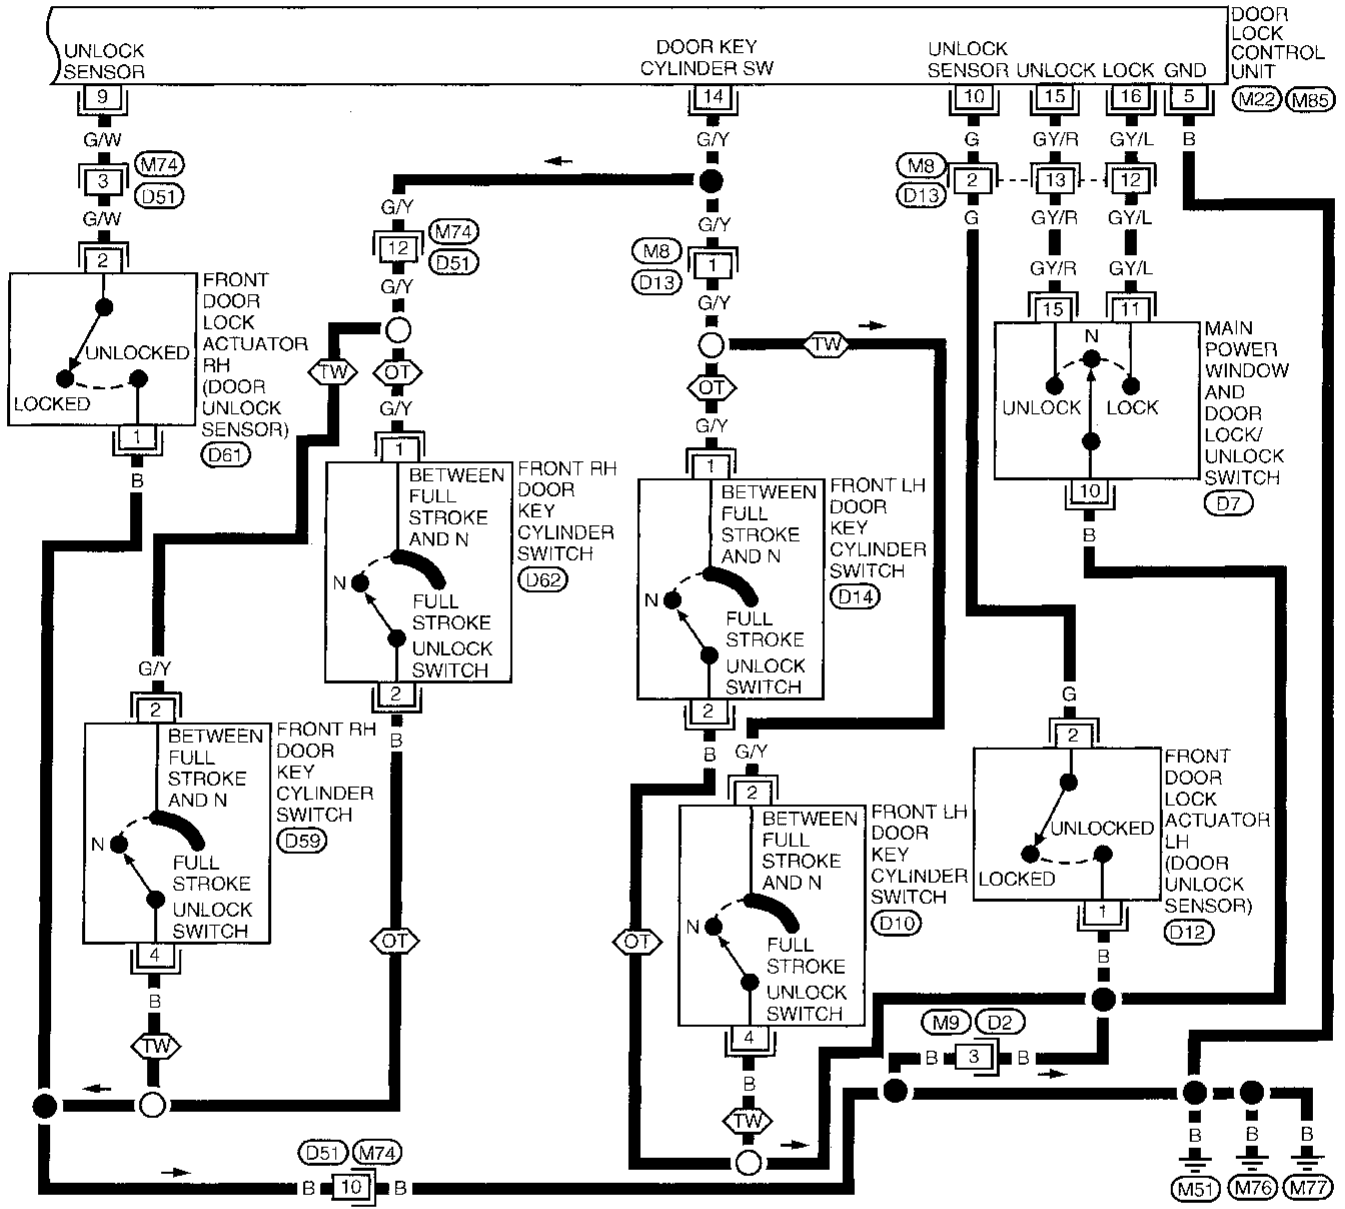 DOOR
LOCK
CONTROL
UNIT
M22 M85
UNLOCK
SENSOR
DOOR KEY
CYLINDER SW
UNLOCK
SENSOR UNLOCK LOCK GND
9
14
10 15 16 5
G/W
G/Y
G GY/R GY/L B
3
M74
D51
M8
D13
2 13 12
G/W
G/Y
G/Y
G GY/R GY/L
2
12
M74
D51
M8
D13
1
G/Y
G/Y
GY/R GY/L
15 11
FRONT
DOOR
LOCK
ACTUATOR
RH
(DOOR
UNLOCK
SENSOR)
D61
UNLOCKED
LOCKED
1
B
TW OT
G/Y
1
TW
OT
G/Y
1
N
UNLOCK LOCK
10
B
MAIN
POWER
WINDOW
AND
DOOR
LOCK/
UNLOCK
SWITCH
D7
BETWEEN
FULL
STROKE
AND N
N
FULL
STROKE
UNLOCK
SWITCH
2
B
FRONT RH
DOOR
KEY
CYLINDER
SWITCH
D62
BETWEEN
FULL
STROKE
AND N
N
FULL
STROKE
UNLOCK
SWITCH
2
B
FRONT LH
DOOR
KEY
CYLINDER
SWITCH
D14
G/Y
2
BETWEEN
FULL
STROKE
AND N
N
FULL
STROKE
UNLOCK
SWITCH
4
B
TW
FRONT RH
DOOR
KEY
CYLINDER
SWITCH
D59
OT
G/Y
2
BETWEEN
FULL
STROKE
AND N
N
FULL
STROKE
UNLOCK
SWITCH
4
B
TW
FRONT LH
DOOR
KEY
CYLINDER
SWITCH
D10
OT
G
2
UNLOCKED
LOCKED
1
B
FRONT
DOOR
LOCK
ACTUATOR
LH
(DOOR
UNLOCK
SENSOR)
D12
M9 D2
B 3 B
D51 M74
B 10 B
B B B
M51 M76 M77